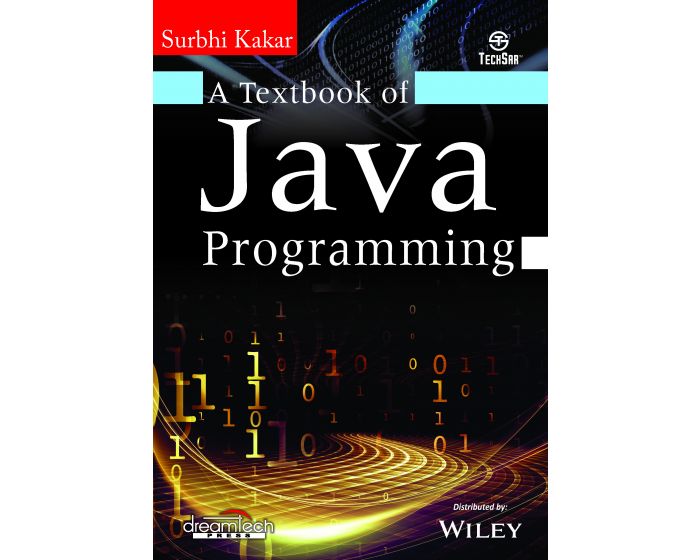 Surbhi Kakar
TECHSAR
A Textbook of
Java
Programming
Distributed by:
dreamtech
PRESS
WILEY